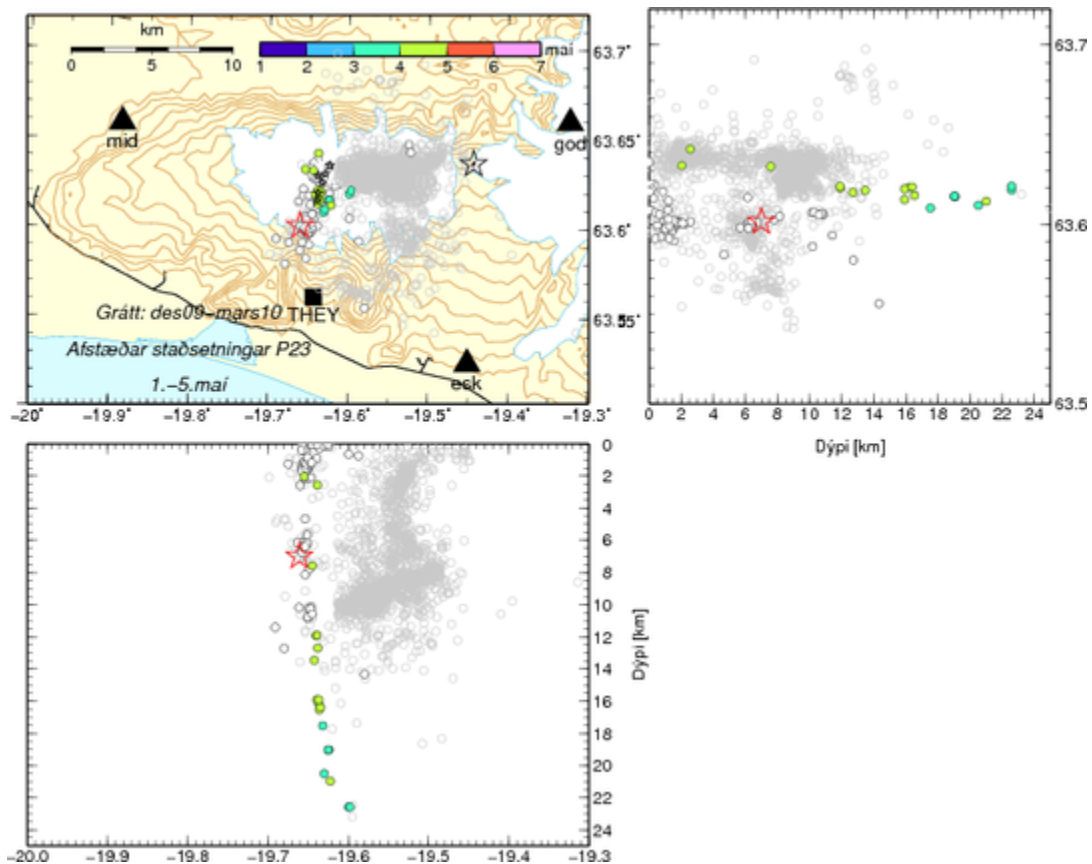 km
0 5 10
maí
1 2 3 4 5 6 7
mid
god
THEY
esk
Grátt: des09-mars10
Afstæðar staðsetningar P23
1.-5.maí
63.7˚
63.65˚
63.6˚
63.55˚
-20˚ -19.9˚ -19.8˚ -19.7˚ -19.6˚ -19.5˚ -19.4˚ -19.3˚
63.7
63.6
63.5
0 2 4 6 8 10 12 14 16 18 20 22 24
Dýpi [km]
0
2
4
6
8
10
12
14
16
18
20
22
24
Dýpi [km]
-20.0 -19.9 -19.8 -19.7 -19.6 -19.5 -19.4 -19.3